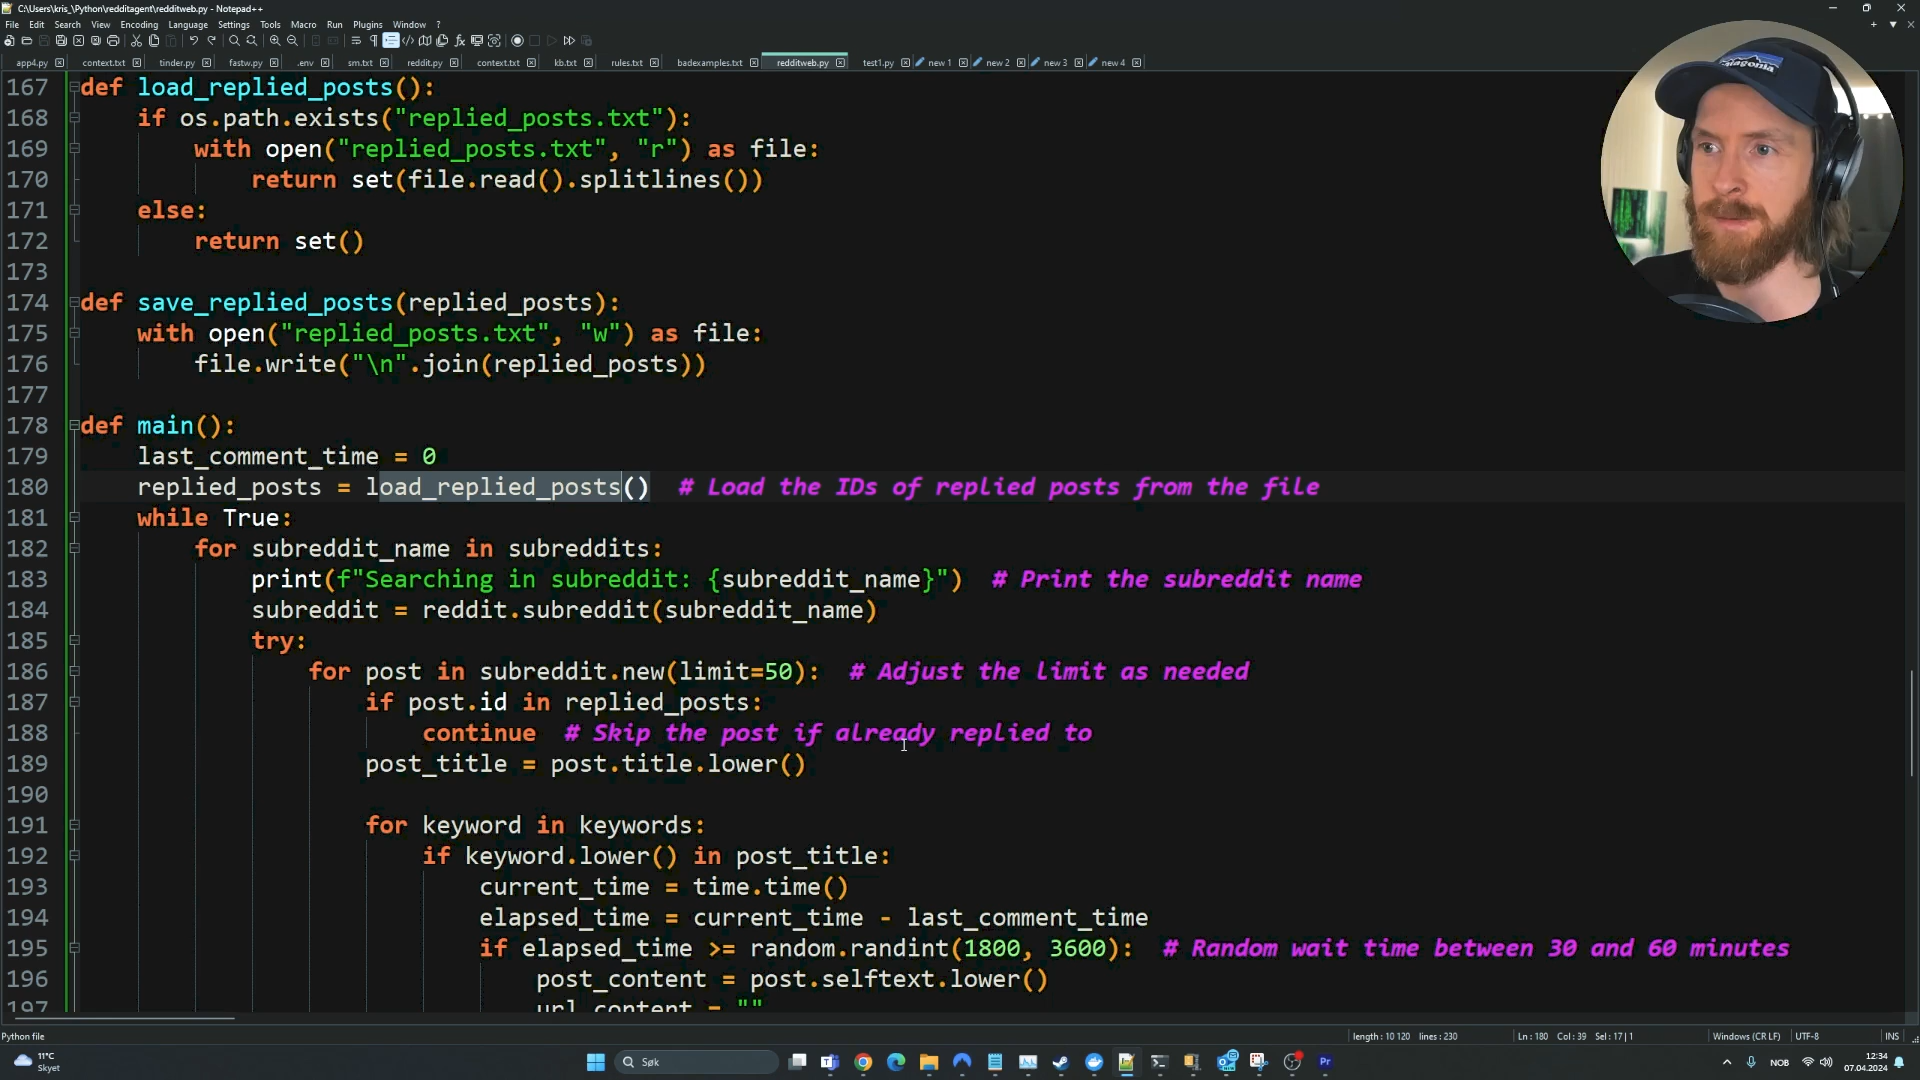 C:\Users\kris_\Python\redditagent\redditweb.py - Notepad++
File Edit Search View Encoding Language Settings Tools Macro Run Plugins Window ?
app4.py context.txt tinder.py fastw.py .env sm.txt reddit.py context.txt kb.txt rules.txt badexamples.txt redditweb.py test1.py new 1 new 2 new 3 new 4
167 def load_replied_posts():
168 if os.path.exists("replied_posts.txt"):
169 with open("replied_posts.txt", "r") as file:
170 return set(file.read().splitlines())
171 else:
172 return set()
173
174 def save_replied_posts(replied_posts):
175 with open("replied_posts.txt", "w") as file:
176 file.write("\n".join(replied_posts))
177
178 def main():
179 last_comment_time = 0
180 replied_posts = load_replied_posts() # Load the IDs of replied posts from the file
181 while True:
182 for subreddit_name in subreddits:
183 print(f"Searching in subreddit: {subreddit_name}") # Print the subreddit name
184 subreddit = reddit.subreddit(subreddit_name)
185 try:
186 for post in subreddit.new(limit=50): # Adjust the limit as needed
187 if post.id in replied_posts:
188 continue # Skip the post if already replied to
189 post_title = post.title.lower()
190
191 for keyword in keywords:
192 if keyword.lower() in post_title:
193 current_time = time.time()
194 elapsed_time = current_time - last_comment_time
195 if elapsed_time >= random.randint(1800, 3600): # Random wait time between 30 and 60 minutes
196 post_content = post.selftext.lower()
197 url_content = ""
Python file length : 10 120 lines : 230 Ln : 180 Col : 39 Sel : 17 | 1 Windows (CR LF) UTF-8 INS
11°C
Skyet
Søk
NOB
12:34
07.04.2024
patagonia